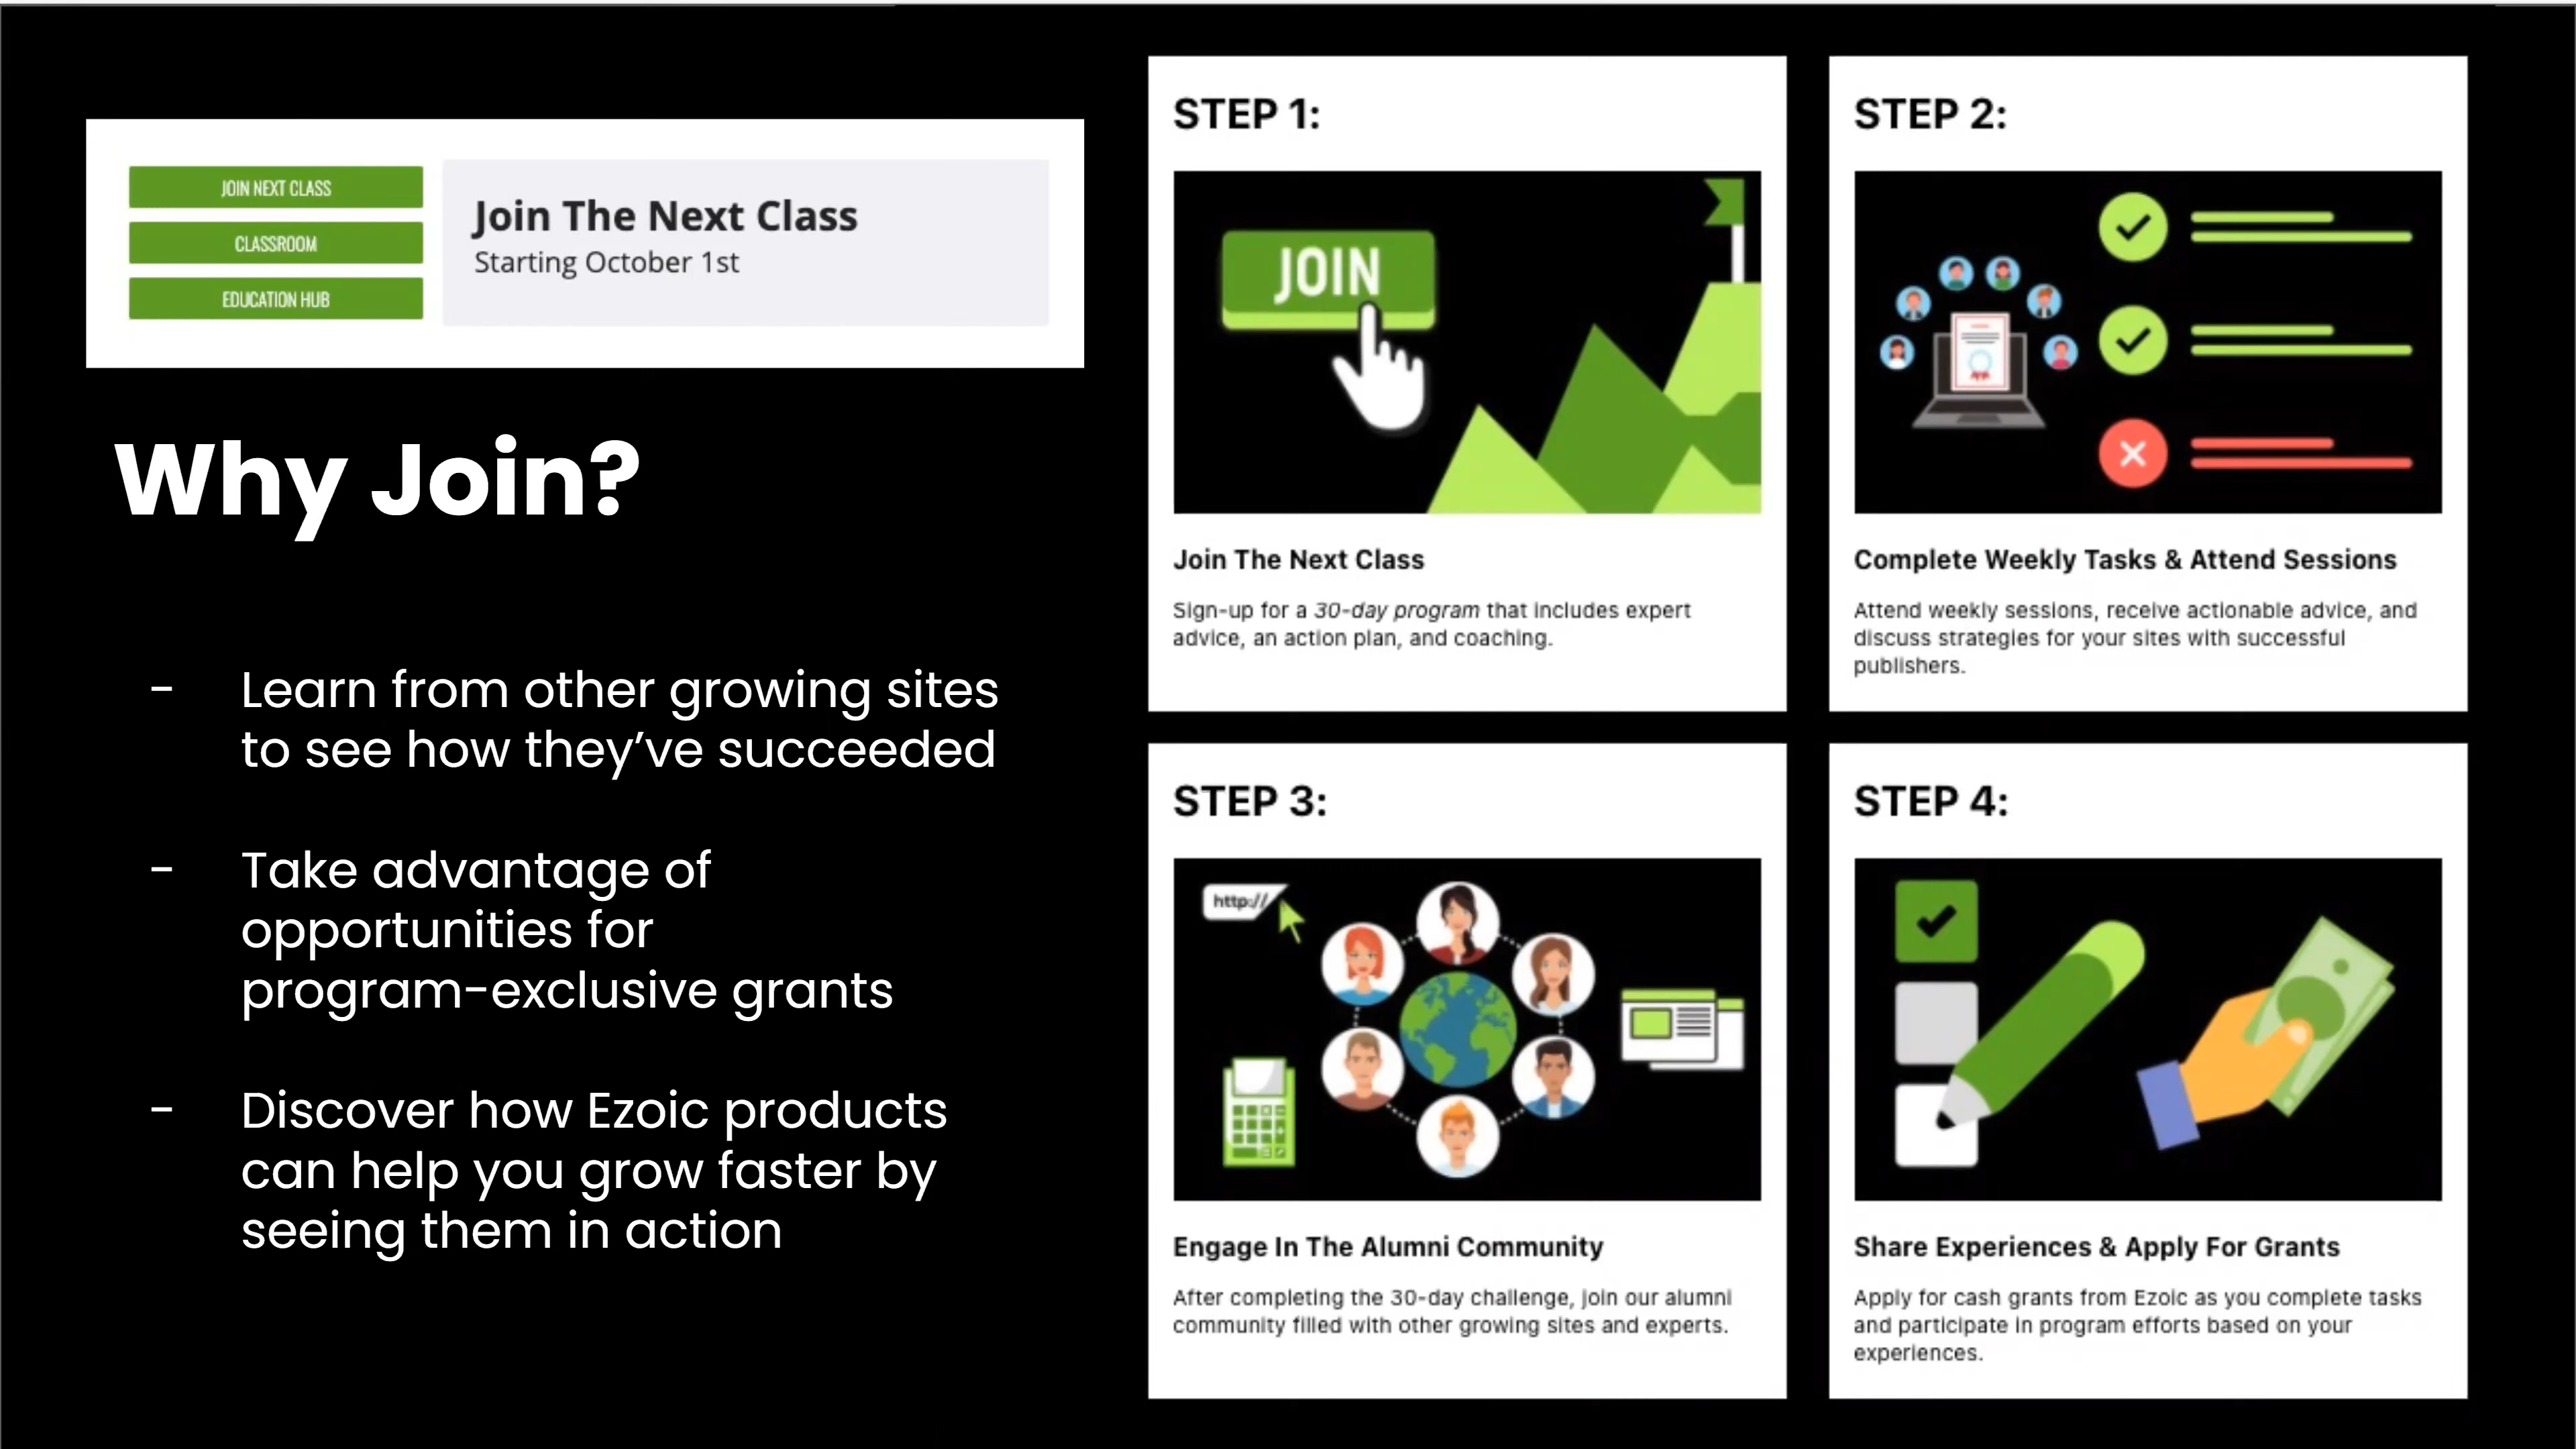 JOIN NEXT CLASS
CLASSROOM
EDUCATION HUB
Join The Next Class
Starting October 1st
Why Join?
- Learn from other growing sites
to see how they’ve succeeded
- Take advantage of
opportunities for
program-exclusive grants
- Discover how Ezoic products
can help you grow faster by
seeing them in action
STEP 1:
JOIN
Join The Next Class
Sign-up for a 30-day program that includes expert
advice, an action plan, and coaching.
STEP 2:
Complete Weekly Tasks & Attend Sessions
Attend weekly sessions, receive actionable advice, and
discuss strategies for your sites with successful
publishers.
STEP 3:
http://
Engage In The Alumni Community
After completing the 30-day challenge, join our alumni
community filled with other growing sites and experts.
STEP 4:
Share Experiences & Apply For Grants
Apply for cash grants from Ezoic as you complete tasks
and participate in program efforts based on your
experiences.